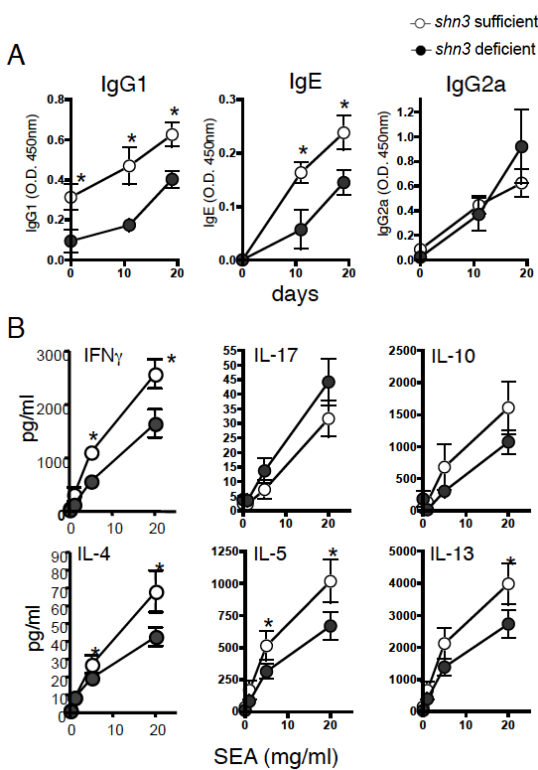 shn3 sufficient
shn3 deficient
A
IgG1
IgE
IgG2a
IgG1 (O.D. 450nm)
0.8
0.6
0.4
0.2
0.0
0 10 20
* * *
IgE (O.D. 450nm)
0.3
0.2
0.1
0.0
0 10 20
* *
IgG2a (O.D. 450nm)
1.2
1.0
0.8
0.6
0.4
0.2
0.0
0 10 20
days
B
IFNγ
pg/ml
3000
2000
1000
0
10 20
* *
IL-17
45
40
35
30
25
20
15
10
5
0
0 10 20
IL-10
2500
2000
1500
1000
500
0
0 10 20
IL-4
pg/ml
90
80
70
60
50
40
30
20
10
0
0 10 20
* *
IL-5
1250
1000
750
500
250
0
0 10 20
* *
IL-13
5000
4000
3000
2000
1000
0
0 10 20
*
SEA (mg/ml)